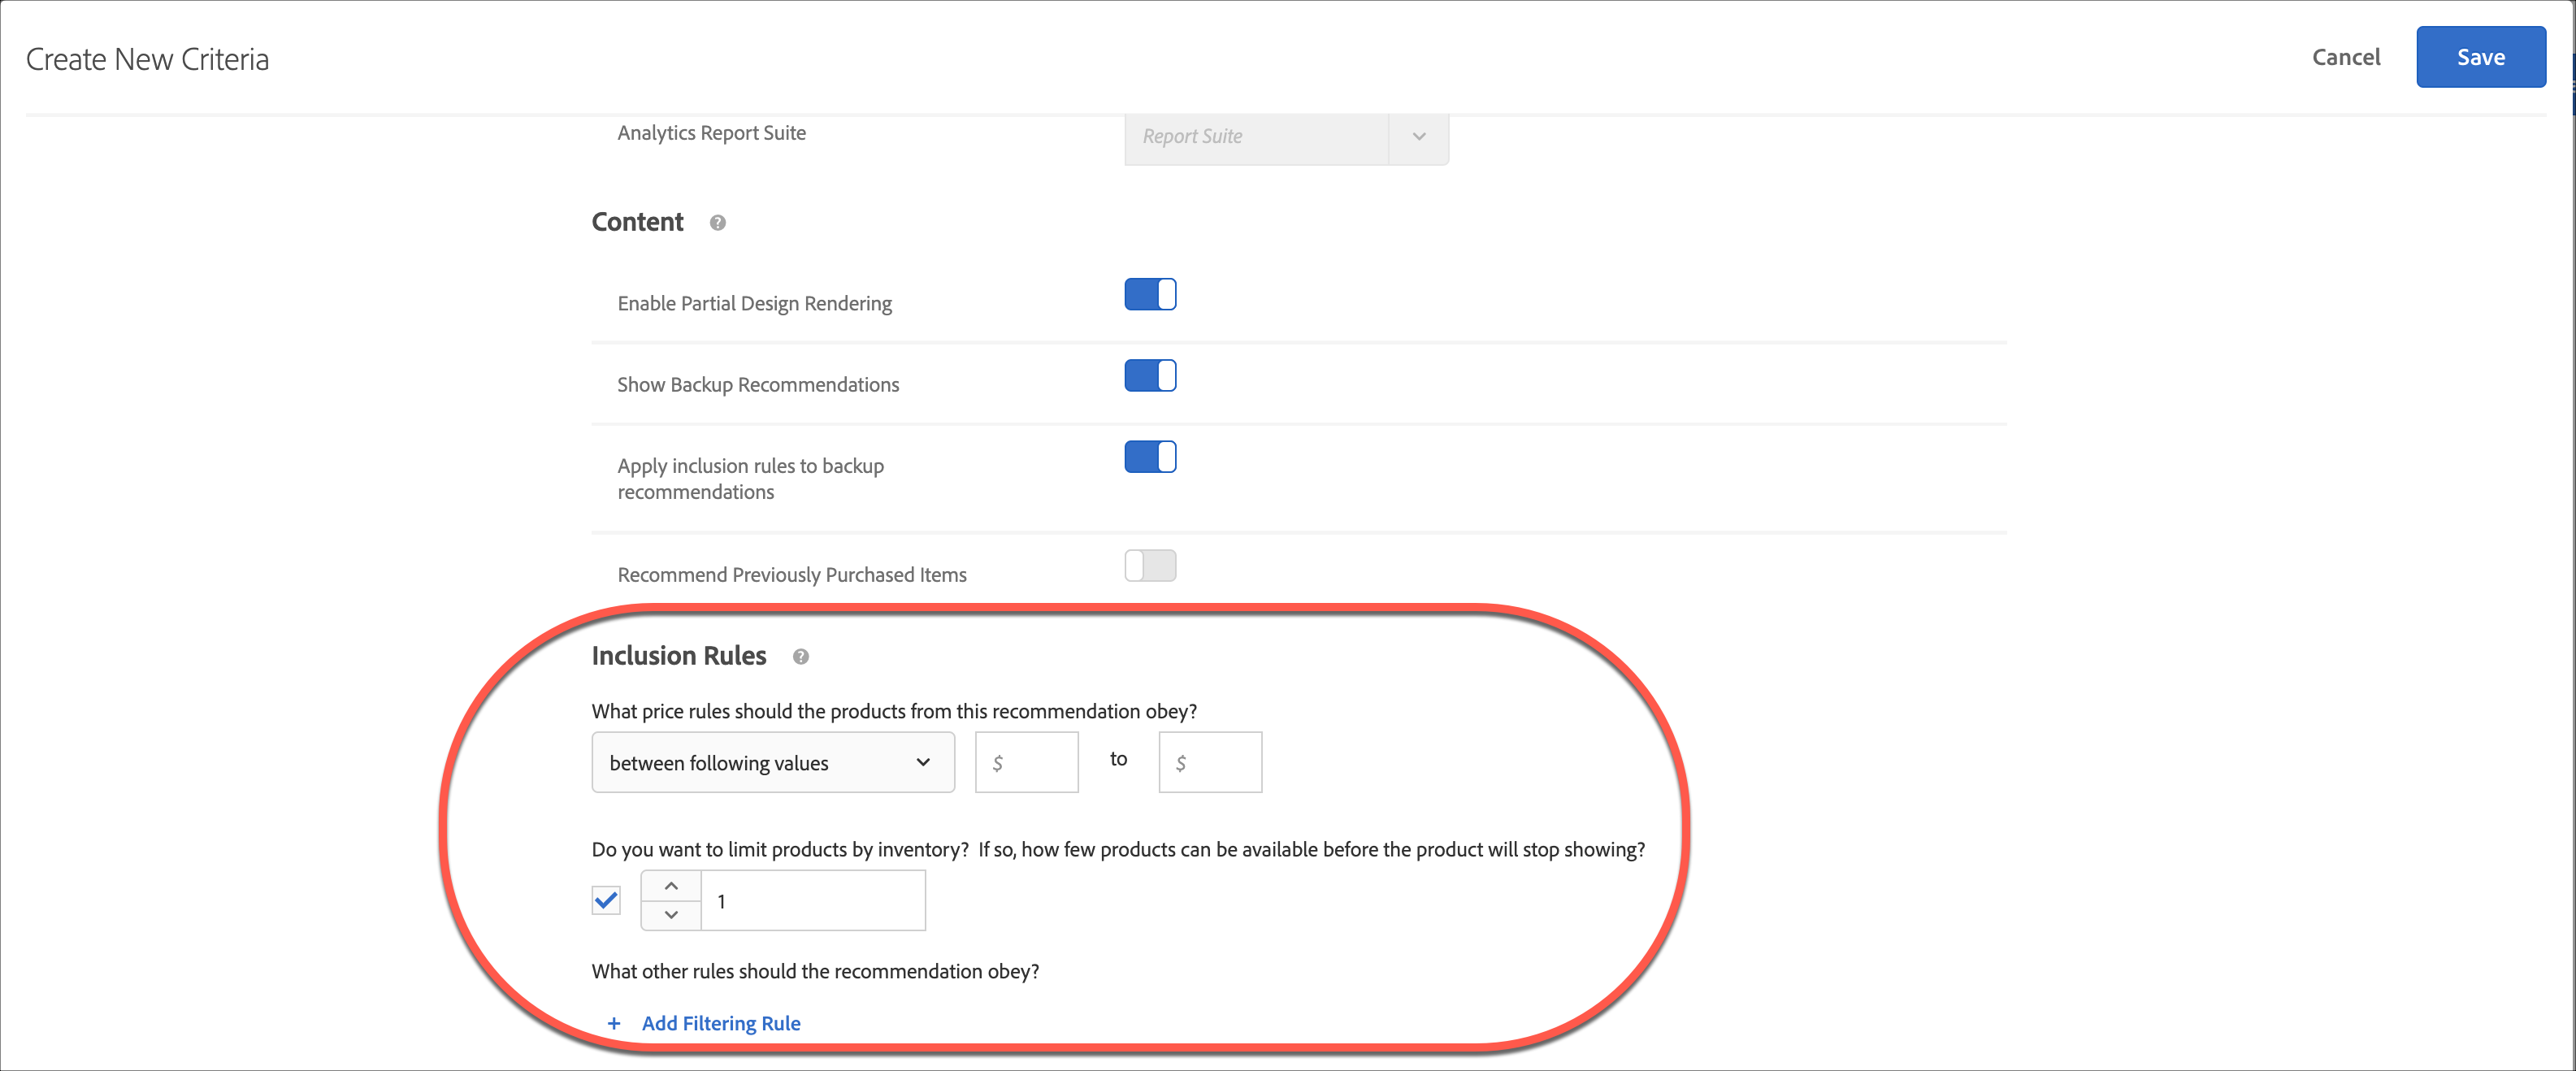 Create New Criteria
Cancel
Save
Analytics Report Suite
Report Suite
Content ?
Enable Partial Design Rendering
Show Backup Recommendations
Apply inclusion rules to backup
recommendations
Recommend Previously Purchased Items
Inclusion Rules ?
What price rules should the products from this recommendation obey?
between following values $ to $
Do you want to limit products by inventory? If so, how few products can be available before the product will stop showing?
1
What other rules should the recommendation obey?
+ Add Filtering Rule